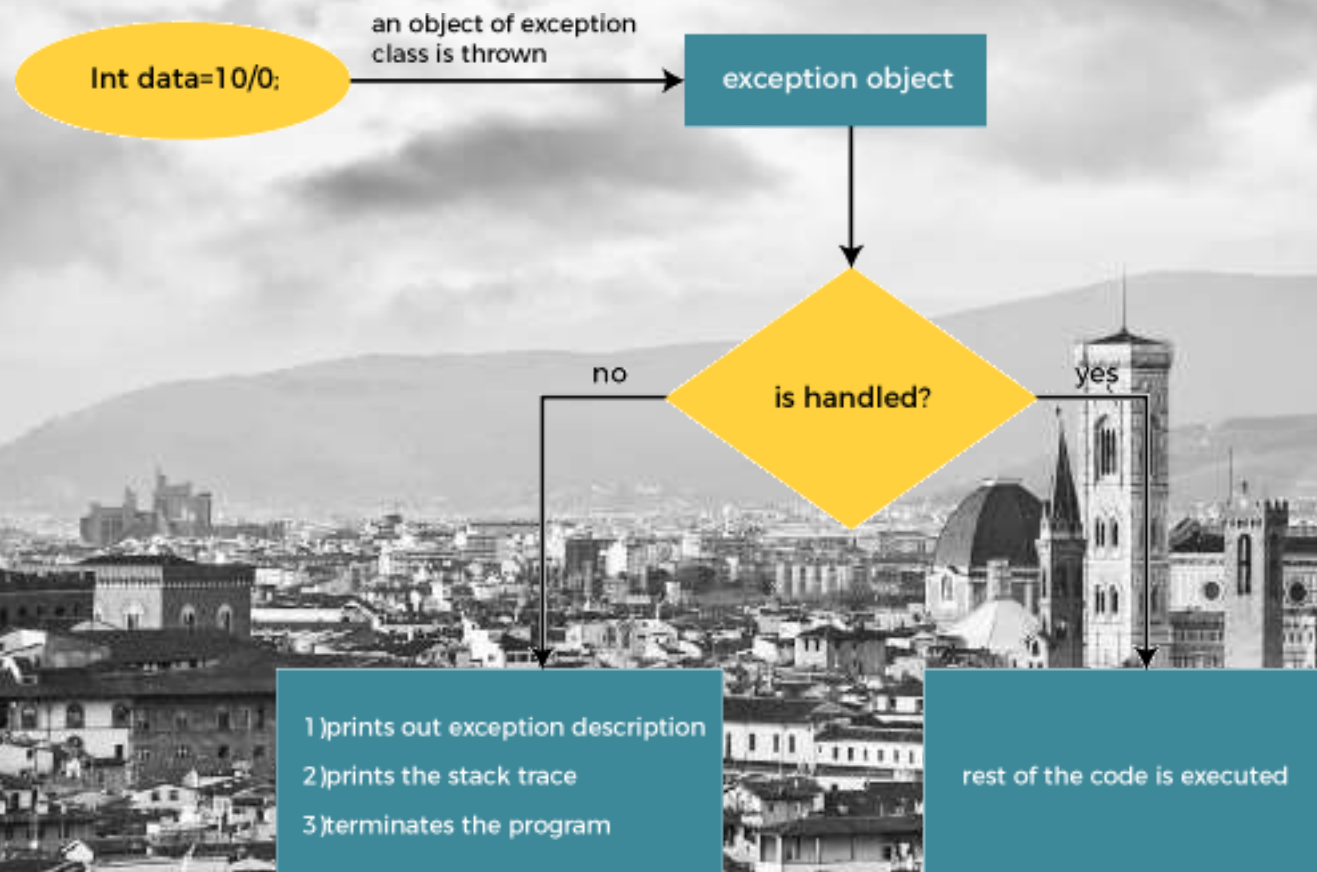 an object of exception
class is thrown
Int data=10/0;
exception object
no
is handled?
yes
1)prints out exception description
2)prints the stack trace
3)terminates the program
rest of the code is executed